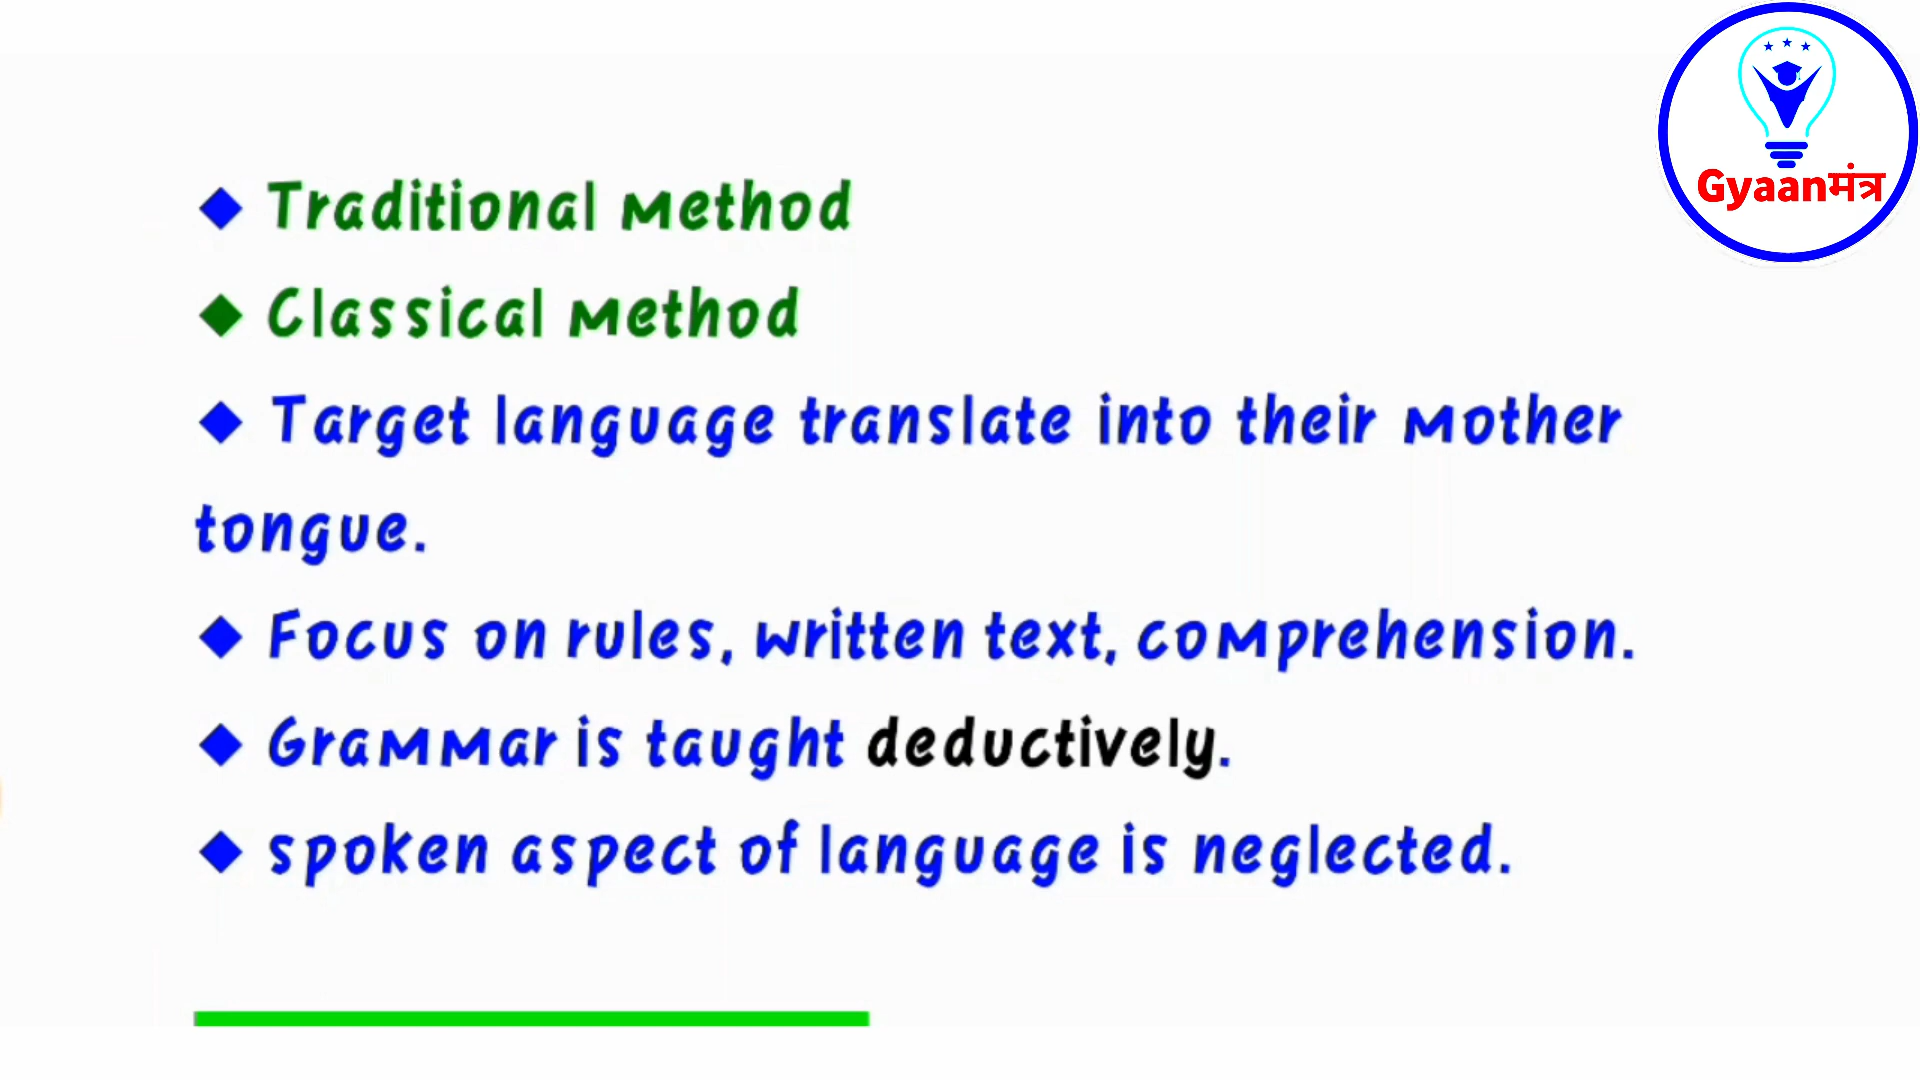 Gyaanमंत्र
◆ Traditional Method
◆ Classical Method
◆ Target language translate into their Mother
tongue.
◆ Focus on rules, written text, comprehension.
◆ Grammar is taught deductively.
◆ spoken aspect of language is neglected.